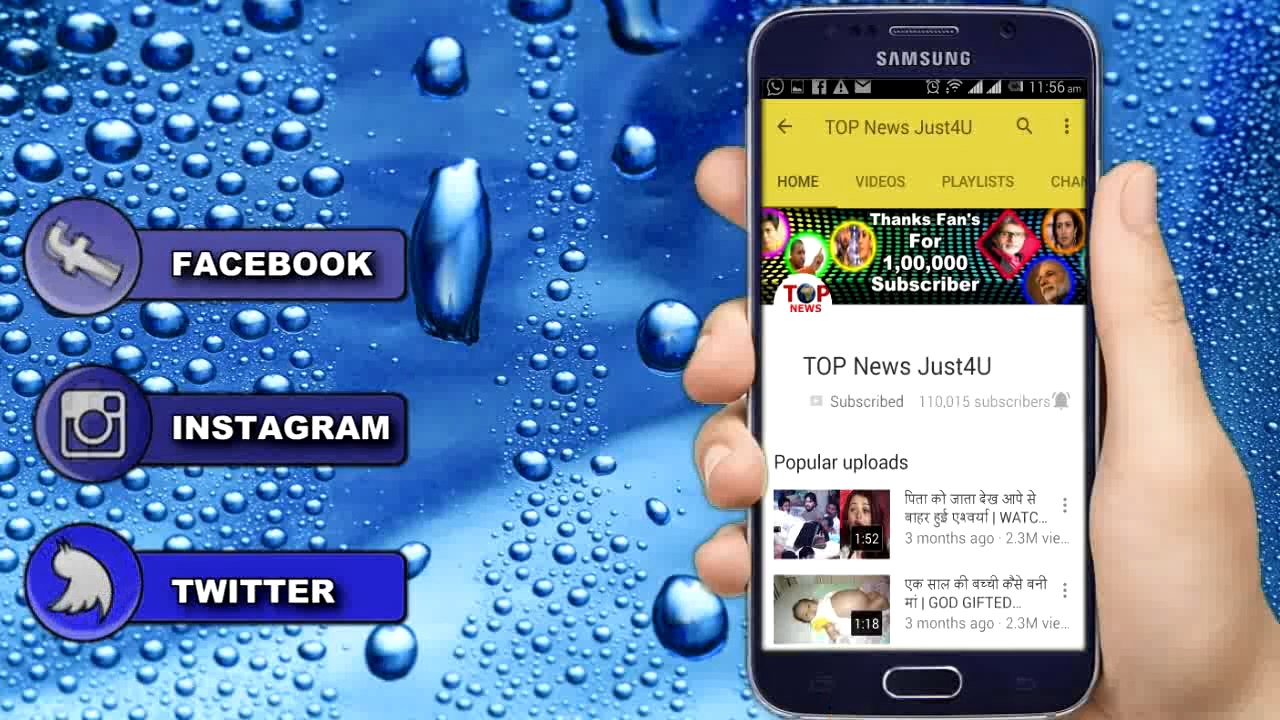 FACEBOOK
INSTAGRAM
TWITTER
SAMSUNG
11:56 am
TOP News Just4U
HOME VIDEOS PLAYLISTS CHAN
Thanks Fan's
For
1,00,000
Subscriber
TOP
NEWS
TOP News Just4U
Subscribed 110,015 subscribers
Popular uploads
पिता को जाता देख आपे से
बाहर हुई एश्वर्या | WATC...
3 months ago · 2.3M vie...
1:52
एक साल की बच्ची कैसे बनी
मां | GOD GIFTED...
3 months ago · 2.3M vie...
1:18